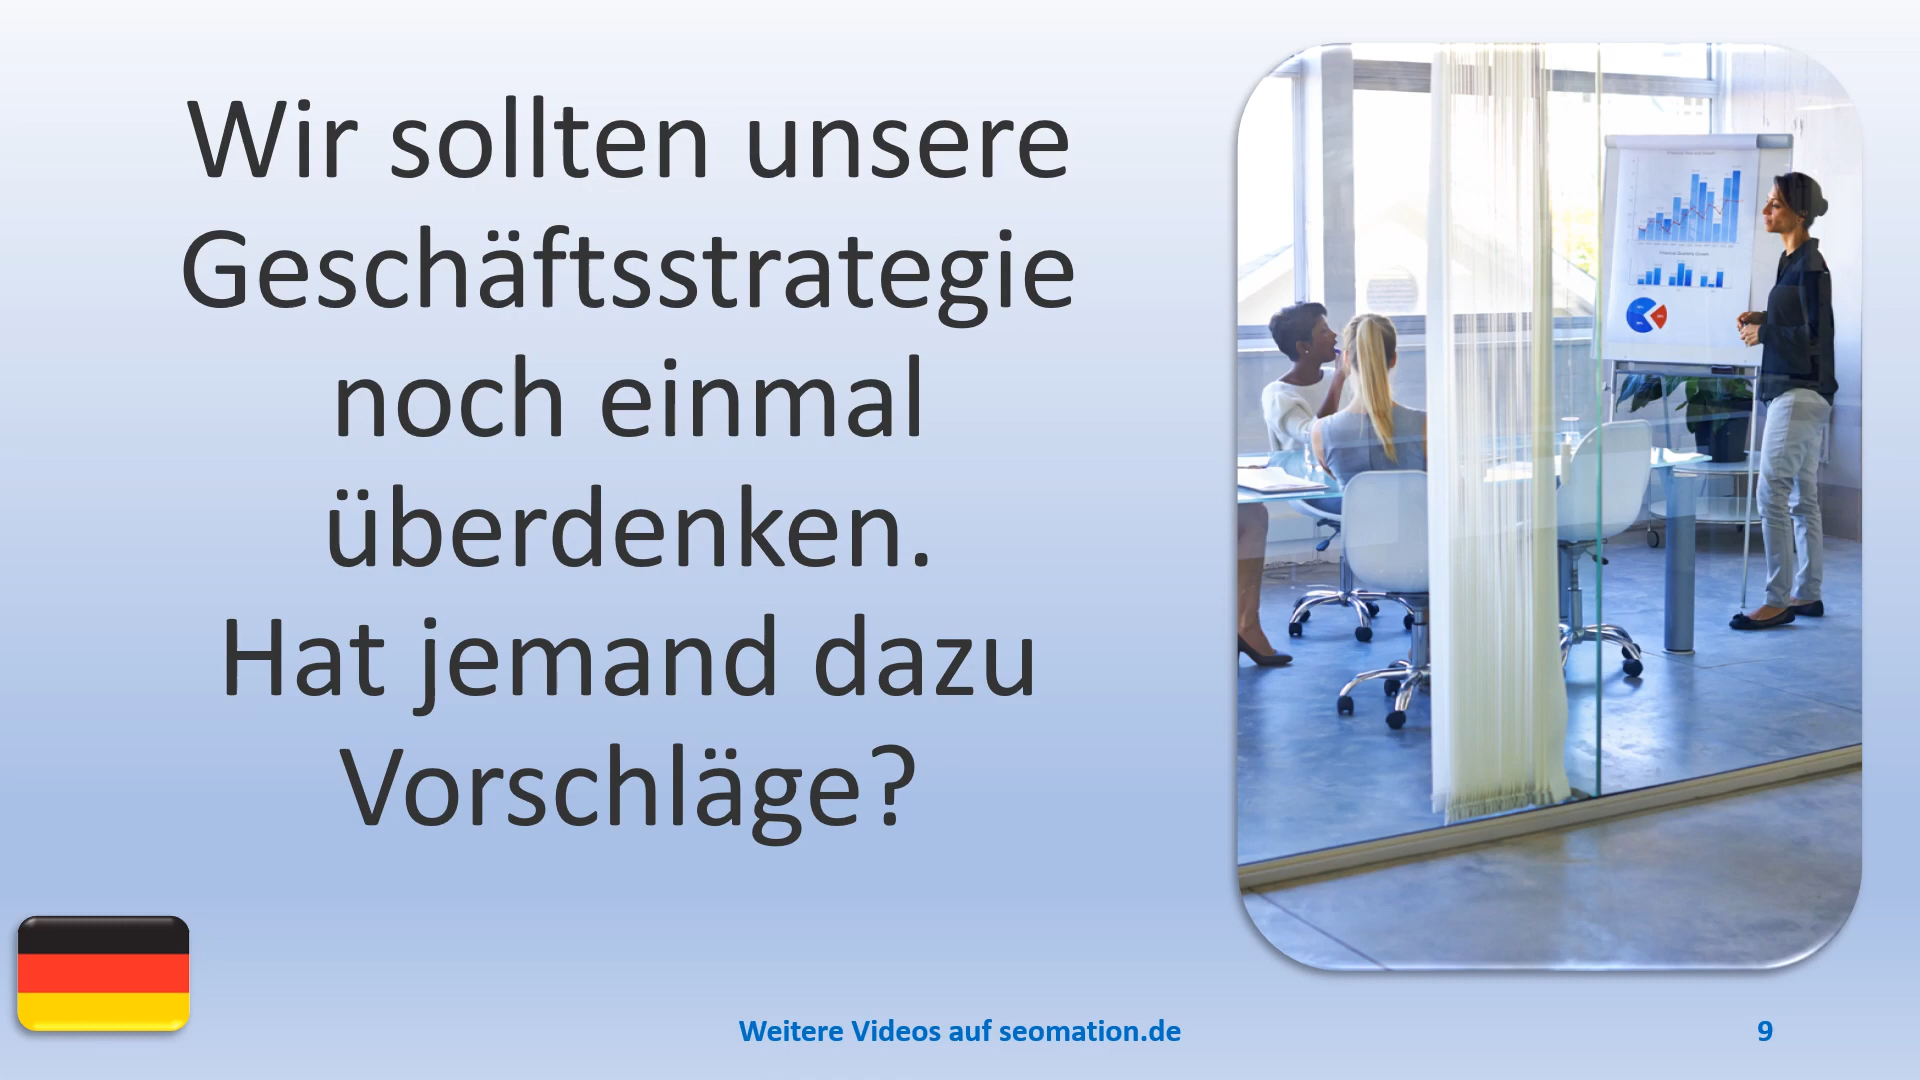 Wir sollten unsere
Geschäftsstrategie
noch einmal
überdenken.
Hat jemand dazu
Vorschläge?
Weitere Videos auf seomation.de
9